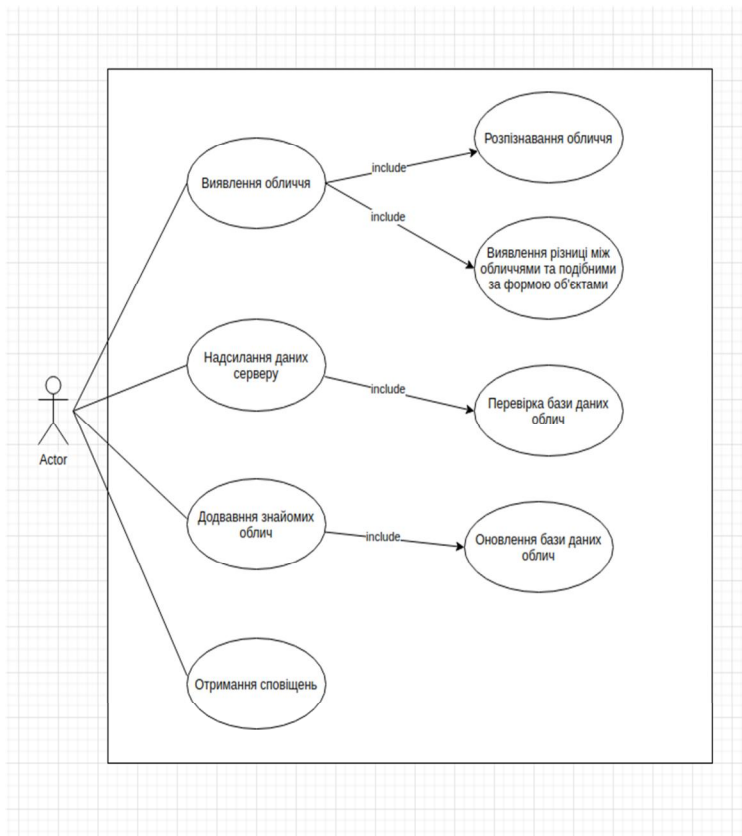 Розпізнавання обличчя
include
Виявлення обличчя
include
Виявлення різниці між
обличчями та подібними
за формою об'єктами
Надсилання даних
серверу
include
Перевірка бази даних
облич
Actor
Додвавння знайомих
облич
include
Оновлення бази даних
облич
Отримання сповіщень